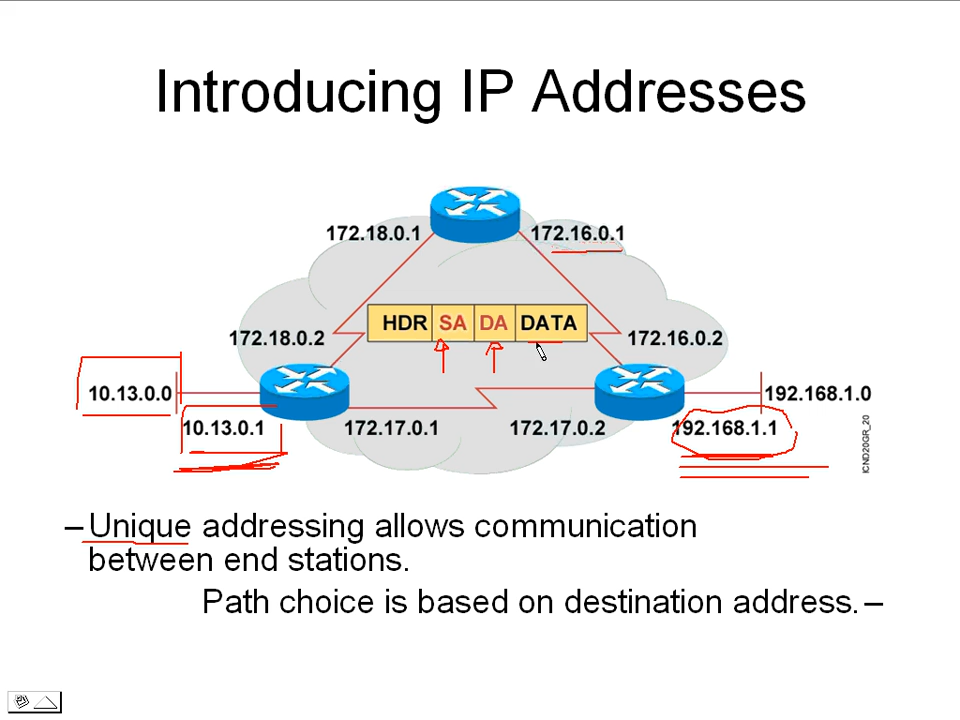 Introducing IP Addresses
172.18.0.1
172.16.0.1
HDR SA DA DATA
172.18.0.2
172.16.0.2
10.13.0.0
192.168.1.0
10.13.0.1
172.17.0.1
172.17.0.2
192.168.1.1
ICND20GR_20
–Unique addressing allows communication
between end stations.
Path choice is based on destination address.–